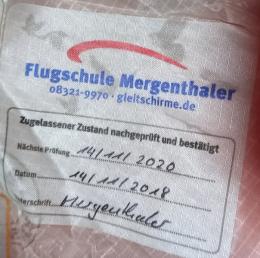 Flugschule Mergenthaler
08321-9970 · gleitschirme.de
Zugelassener Zustand nachgeprüft und bestätigt
Nächste Prüfung 14/11/2020
Datum 14/11/2018
Unterschrift Mergenthaler